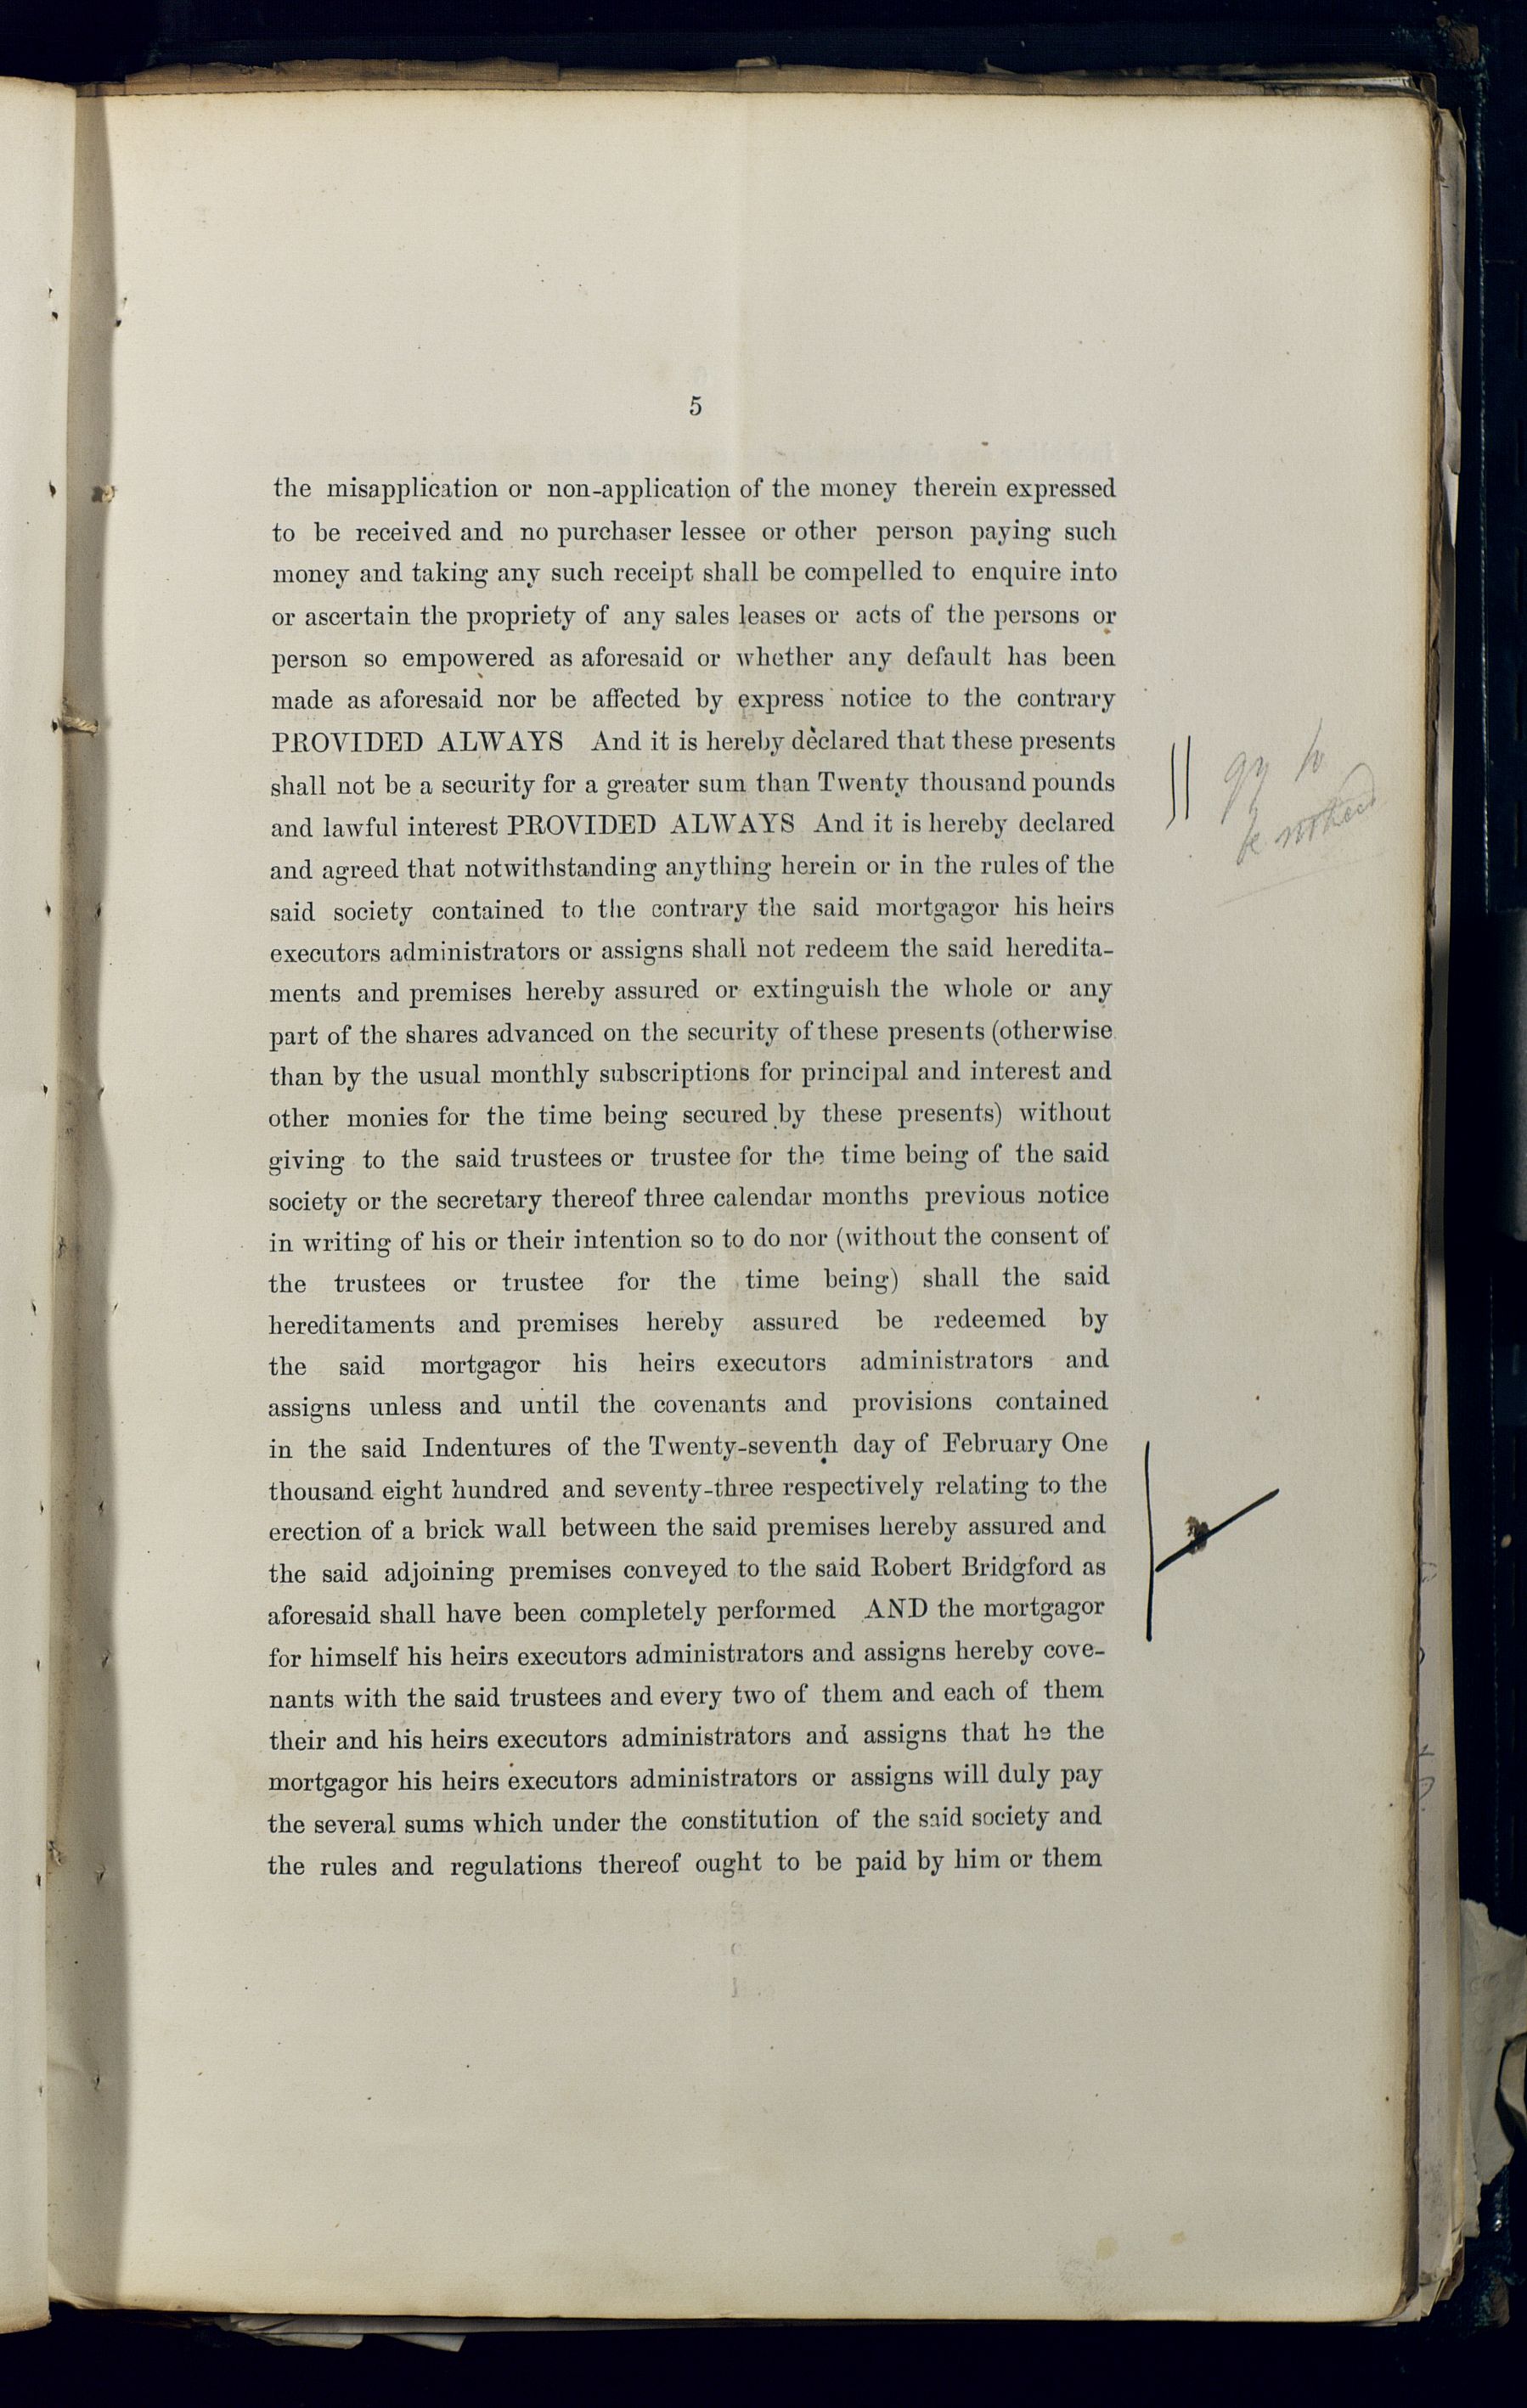 5
the misapplication or non-application of the money therein expressed
to be received and no purchaser lessee or other person paying such
money and taking any such receipt shall be compelled to enquire into
or ascertain the propriety of any sales leases or acts of the persons or
person so empowered as aforesaid or whether any default has been
made as aforesaid nor be affected by express notice to the contrary
PROVIDED ALWAYS And it is hereby declared that these presents
shall not be a security for a greater sum than Twenty thousand pounds
and lawful interest PROVIDED ALWAYS And it is hereby declared
and agreed that notwithstanding anything herein or in the rules of the
said society contained to the contrary the said mortgagor his heirs
executors administrators or assigns shall not redeem the said heredita-
ments and premises hereby assured or extinguish the whole or any
part of the shares advanced on the security of these presents (otherwise
than by the usual monthly subscriptions for principal and interest and
other monies for the time being secured by these presents) without
giving to the said trustees or trustee for the time being of the said
society or the secretary thereof three calendar months previous notice
in writing of his or their intention so to do nor (without the consent of
the trustees or trustee for the time being) shall the said
hereditaments and premises hereby assured be redeemed by
the said mortgagor his heirs executors administrators and
assigns unless and until the covenants and provisions contained
in the said Indentures of the Twenty-seventh day of February One
thousand eight hundred and seventy-three respectively relating to the
erection of a brick wall between the said premises hereby assured and
the said adjoining premises conveyed to the said Robert Bridgford as
aforesaid shall have been completely performed AND the mortgagor
for himself his heirs executors administrators and assigns hereby cove-
nants with the said trustees and every two of them and each of them
their and his heirs executors administrators and assigns that he the
mortgagor his heirs executors administrators or assigns will duly pay
the several sums which under the constitution of the said society and
the rules and regulations thereof ought to be paid by him or them
qy to
be noticed